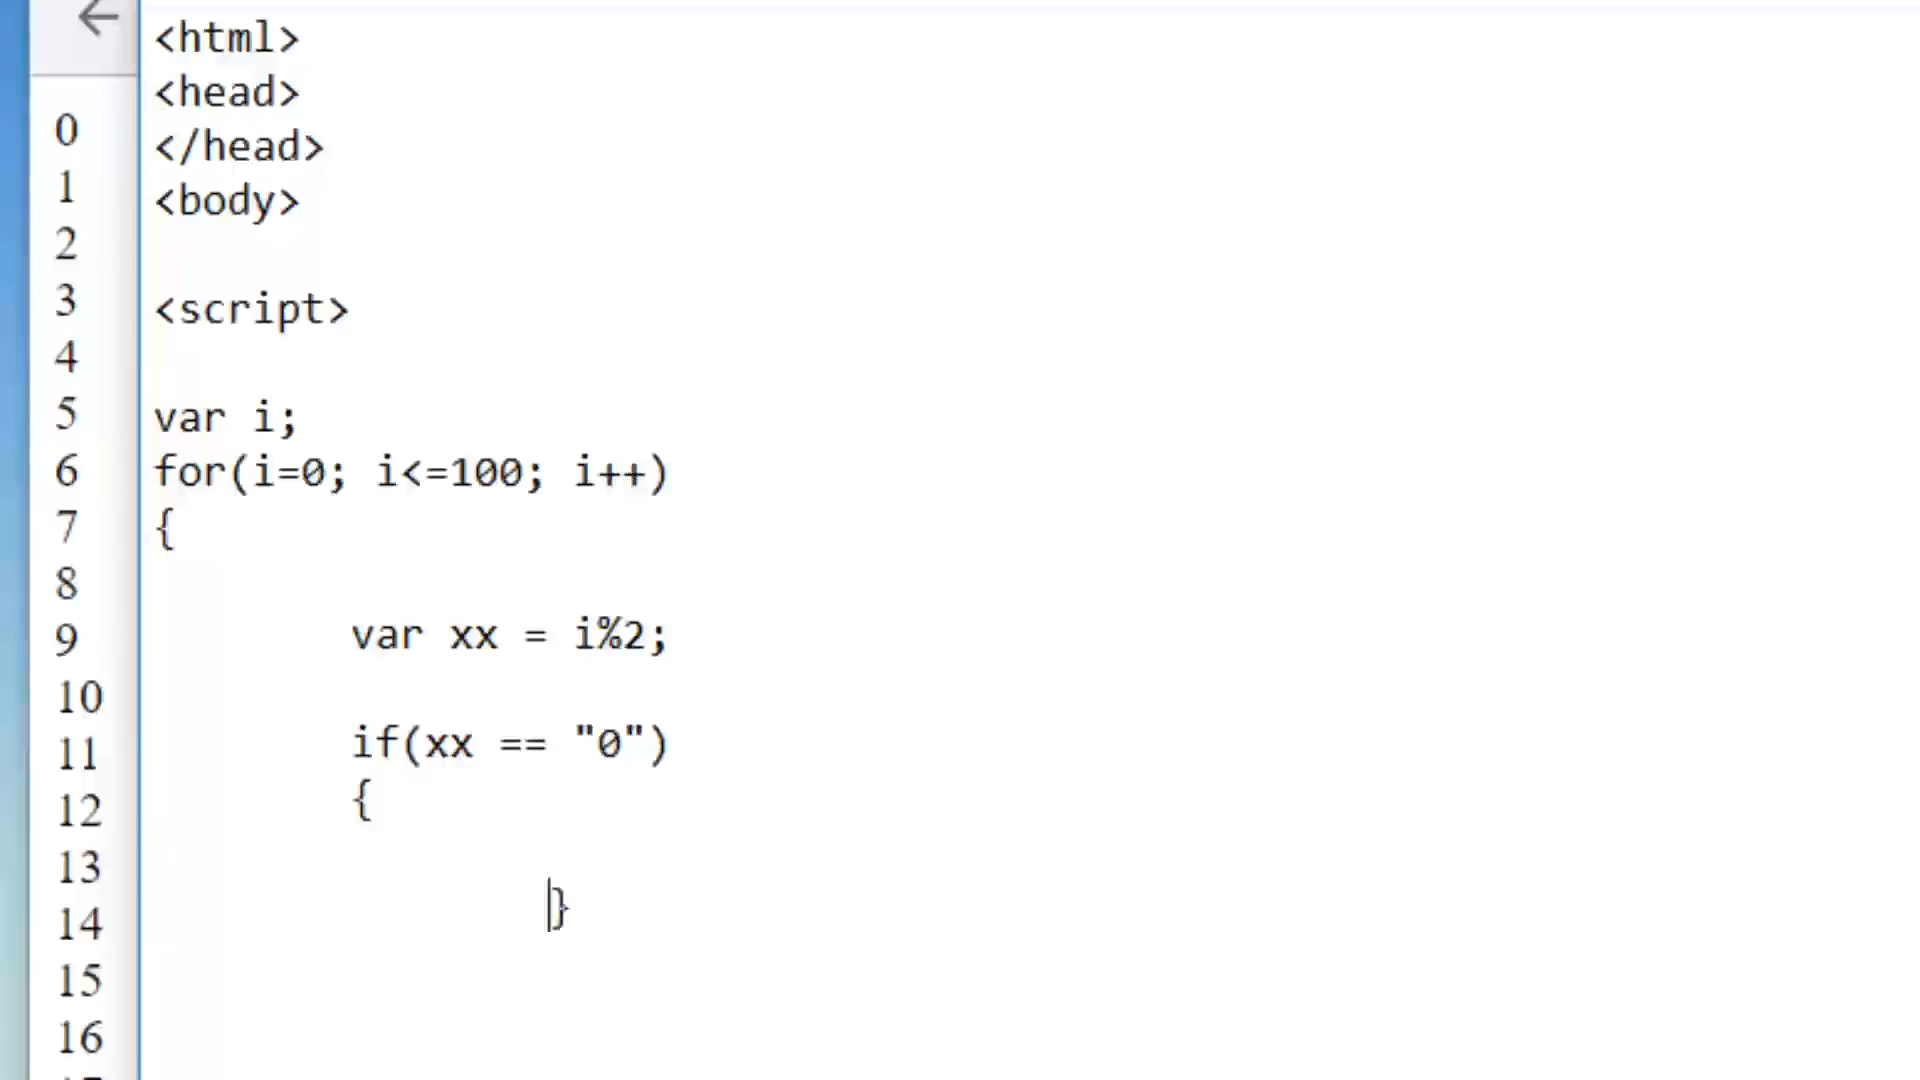 0
1
2
3
4
5
6
7
8
9
10
11
12
13
14
15
16
<html>
<head>
</head>
<body>
<script>
var i;
for(i=0; i<=100; i++)
{
var xx = i%2;
if(xx == "0")
{
}